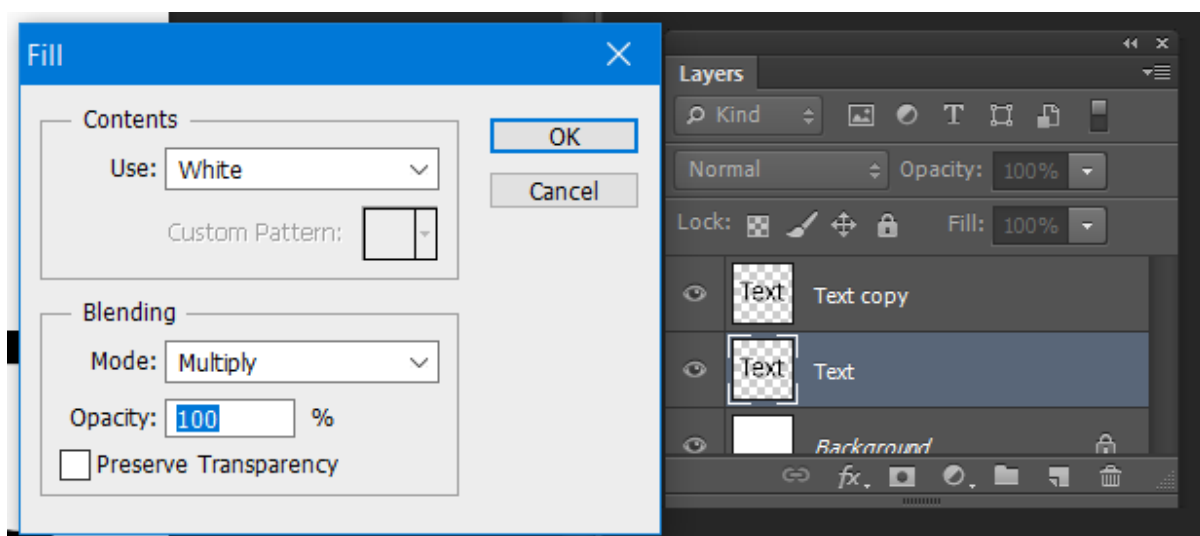 Fill
Contents
Use: White
Custom Pattern:
OK
Cancel
Blending
Mode: Multiply
Opacity: 100 %
Preserve Transparency
Layers
Kind
T
Normal
Opacity: 100%
Lock:
Fill: 100%
Text Text copy
Text Text
Background
fx.